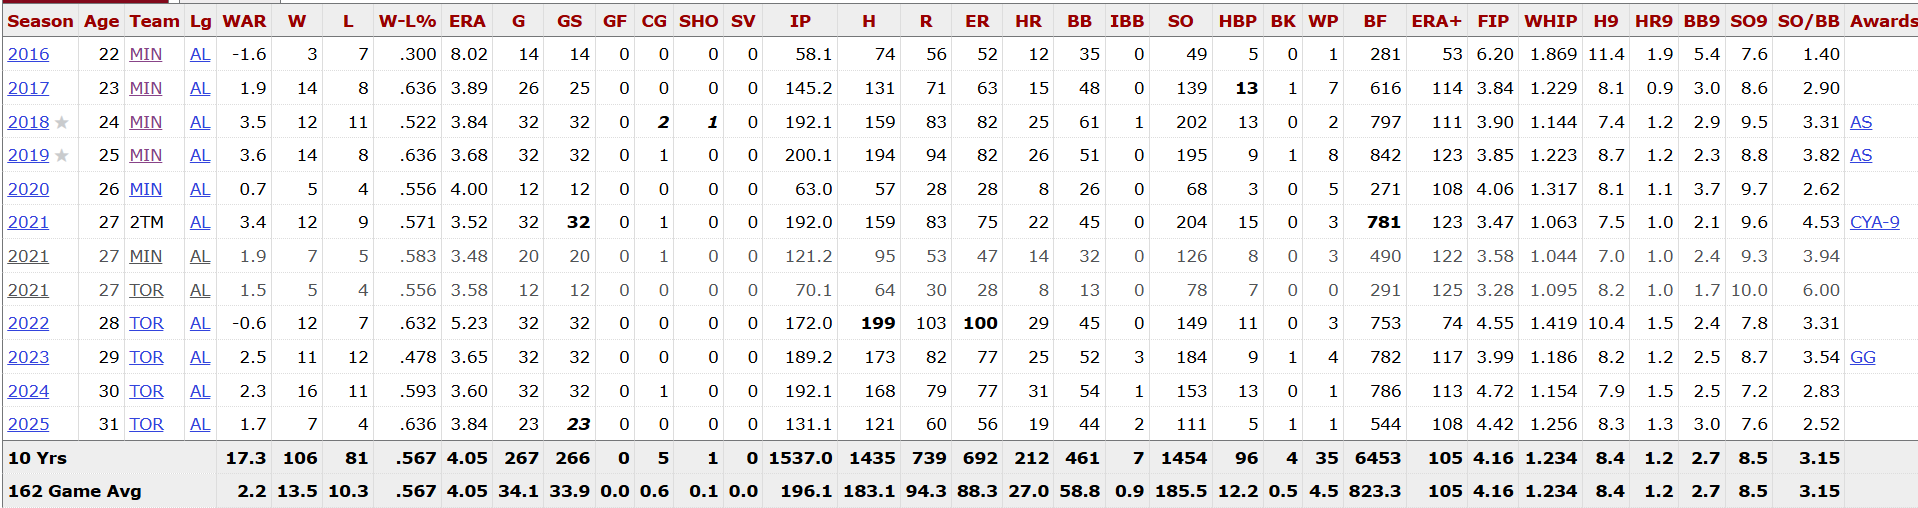 Season Age Team Lg WAR W L W-L% ERA G GS GF CG SHO SV IP H R ER HR BB IBB SO HBP BK WP BF ERA+ FIP WHIP H9 HR9 BB9 SO9 SO/BB Awards
2016 22 MIN AL -1.6 3 7 .300 8.02 14 14 0 0 0 0 58.1 74 56 52 12 35 0 49 5 0 1 281 53 6.20 1.869 11.4 1.9 5.4 7.6 1.40
2017 23 MIN AL 1.9 14 8 .636 3.89 26 25 0 0 0 0 145.2 131 71 63 15 48 0 139 13 1 7 616 114 3.84 1.229 8.1 0.9 3.0 8.6 2.90
2018 ★ 24 MIN AL 3.5 12 11 .522 3.84 32 32 0 2 1 0 192.1 159 83 82 25 61 1 202 13 0 2 797 111 3.90 1.144 7.4 1.2 2.9 9.5 3.31 AS
2019 ★ 25 MIN AL 3.6 14 8 .636 3.68 32 32 0 1 0 0 200.1 194 94 82 26 51 0 195 9 1 8 842 123 3.85 1.223 8.7 1.2 2.3 8.8 3.82 AS
2020 26 MIN AL 0.7 5 4 .556 4.00 12 12 0 0 0 0 63.0 57 28 28 8 26 0 68 3 0 5 271 108 4.06 1.317 8.1 1.1 3.7 9.7 2.62
2021 27 2TM AL 3.4 12 9 .571 3.52 32 32 0 1 0 0 192.0 159 83 75 22 45 0 204 15 0 3 781 123 3.47 1.063 7.5 1.0 2.1 9.6 4.53 CYA-9
2021 27 MIN AL 1.9 7 5 .583 3.48 20 20 0 1 0 0 121.2 95 53 47 14 32 0 126 8 0 3 490 122 3.58 1.044 7.0 1.0 2.4 9.3 3.94
2021 27 TOR AL 1.5 5 4 .556 3.58 12 12 0 0 0 0 70.1 64 30 28 8 13 0 78 7 0 0 291 125 3.28 1.095 8.2 1.0 1.7 10.0 6.00
2022 28 TOR AL -0.6 12 7 .632 5.23 32 32 0 0 0 0 172.0 199 103 100 29 45 0 149 11 0 3 753 74 4.55 1.419 10.4 1.5 2.4 7.8 3.31
2023 29 TOR AL 2.5 11 12 .478 3.65 32 32 0 0 0 0 189.2 173 82 77 25 52 3 184 9 1 4 782 117 3.99 1.186 8.2 1.2 2.5 8.7 3.54 GG
2024 30 TOR AL 2.3 16 11 .593 3.60 32 32 0 1 0 0 192.1 168 79 77 31 54 1 153 13 0 1 786 113 4.72 1.154 7.9 1.5 2.5 7.2 2.83
2025 31 TOR AL 1.7 7 4 .636 3.84 23 23 0 0 0 0 131.1 121 60 56 19 44 2 111 5 1 1 544 108 4.42 1.256 8.3 1.3 3.0 7.6 2.52
10 Yrs 17.3 106 81 .567 4.05 267 266 0 5 1 0 1537.0 1435 739 692 212 461 7 1454 96 4 35 6453 105 4.16 1.234 8.4 1.2 2.7 8.5 3.15
162 Game Avg 2.2 13.5 10.3 .567 4.05 34.1 33.9 0.0 0.6 0.1 0.0 196.1 183.1 94.3 88.3 27.0 58.8 0.9 185.5 12.2 0.5 4.5 823.3 105 4.16 1.234 8.4 1.2 2.7 8.5 3.15